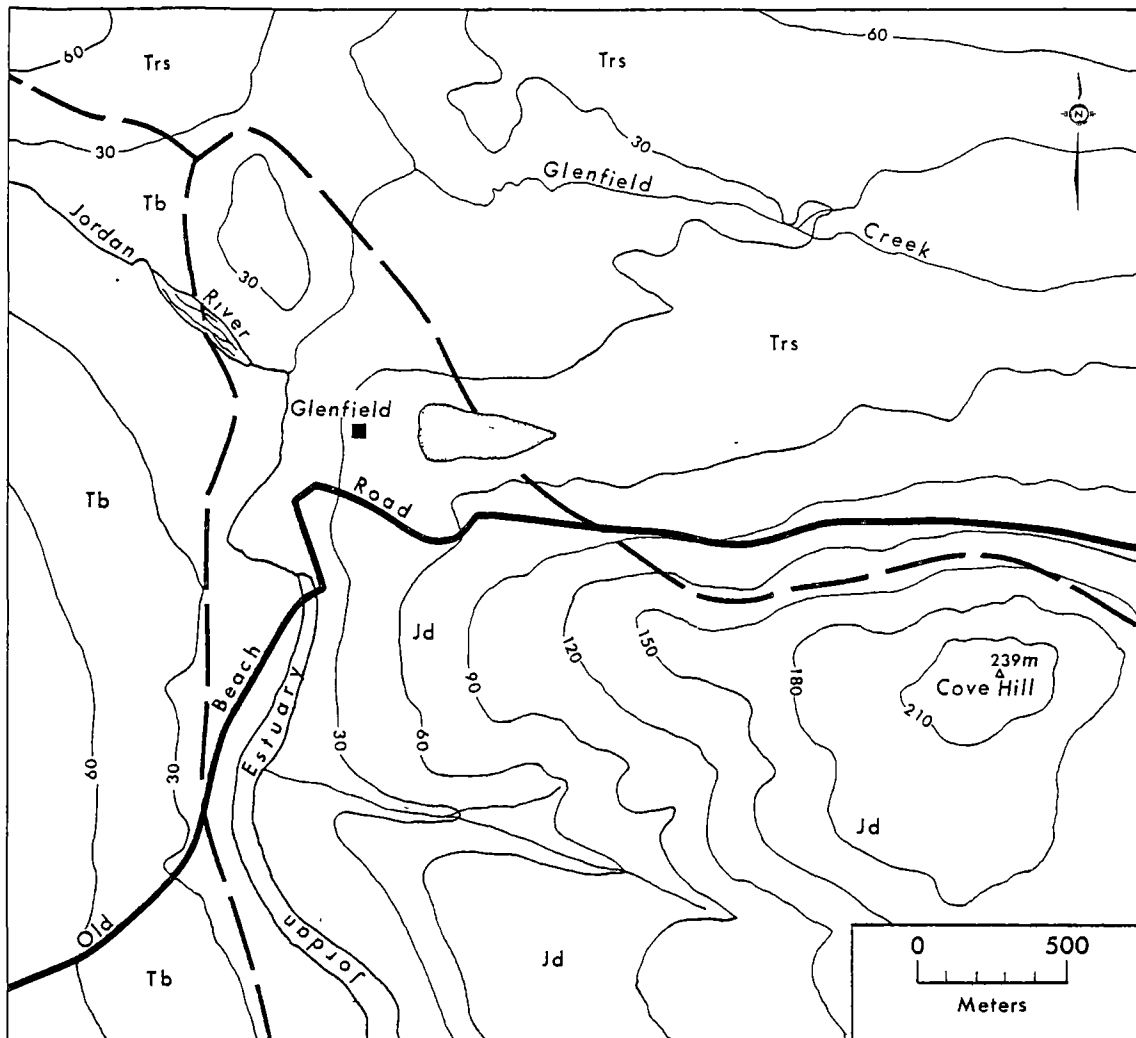 60
Trs
Trs
60
N
30
30
Glenfield
Creek
Tb
Jordan
River
30
Trs
Glenfield
Road
Tb
Jd
150
120
90
180
239m
Cove Hill
210
Beach
Estuary
30
60
60
30
Jd
Old
Jordan
Jd
Tb
0 500
Meters